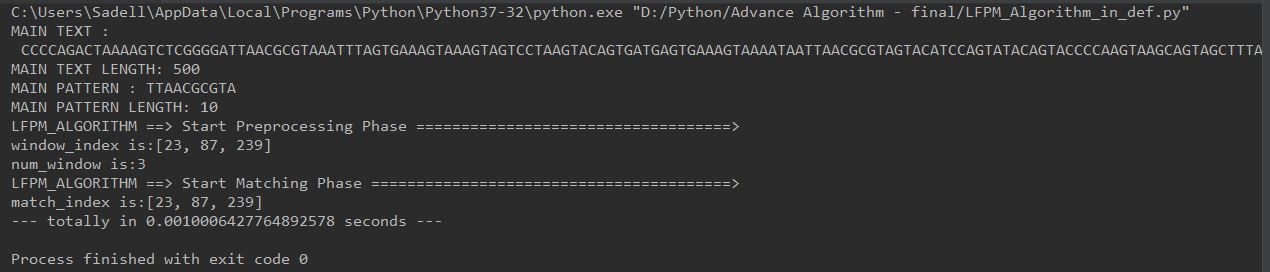 C:\Users\Sadell\AppData\Local\Programs\Python\Python37-32\python.exe "D:/Python/Advance Algorithm - final/LFPM_Algorithm_in_def.py"
MAIN TEXT :
CCCCAGACTAAAAGTCTCGGGGATTAACGCGTAAATTTAGTGAAAGTAAAGTAGTCCTAAGTACAGTGATGAGTGAAAGTAAAATAATTAACGCGTAGTACATCCAGTATACAGTACCCCAAGTAAGCAGTAGCTTTA
MAIN TEXT LENGTH: 500
MAIN PATTERN : TTAACGCGTA
MAIN PATTERN LENGTH: 10
LFPM_ALGORITHM ==> Start Preprocessing Phase ===================================>
window_index is:[23, 87, 239]
num_window is:3
LFPM_ALGORITHM ==> Start Matching Phase ========================================>
match_index is:[23, 87, 239]
--- totally in 0.0010006427764892578 seconds ---
Process finished with exit code 0